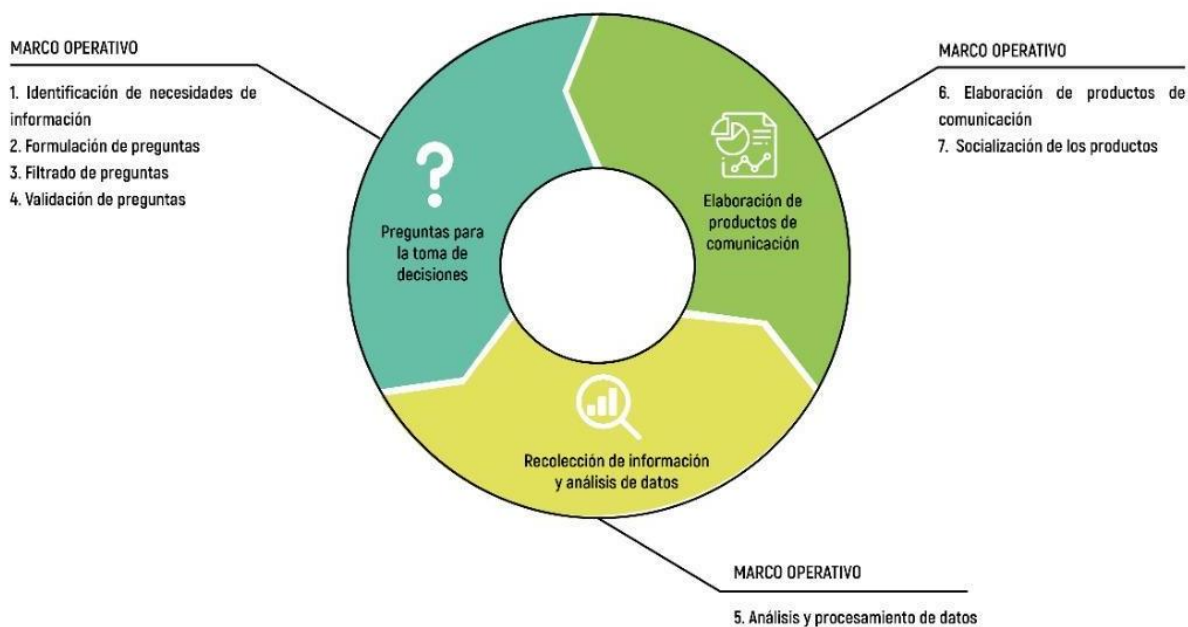 MARCO OPERATIVO
1. Identificación de necesidades de
información
2. Formulación de preguntas
3. Filtrado de preguntas
4. Validación de preguntas
Preguntas para
la toma de
decisiones
MARCO OPERATIVO
6. Elaboración de productos de
comunicación
7. Socialización de los productos
Elaboración de
productos de
comunicación
Recolección de información
y análisis de datos
MARCO OPERATIVO
5. Análisis y procesamiento de datos